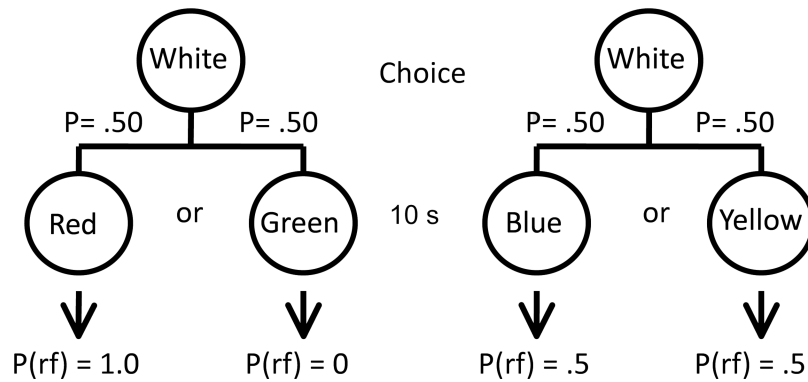 White Choice White
P= .50 P= .50 P= .50 P= .50
Red or Green 10 s Blue or Yellow
P(rf) = 1.0 P(rf) = 0 P(rf) = .5 P(rf) = .5